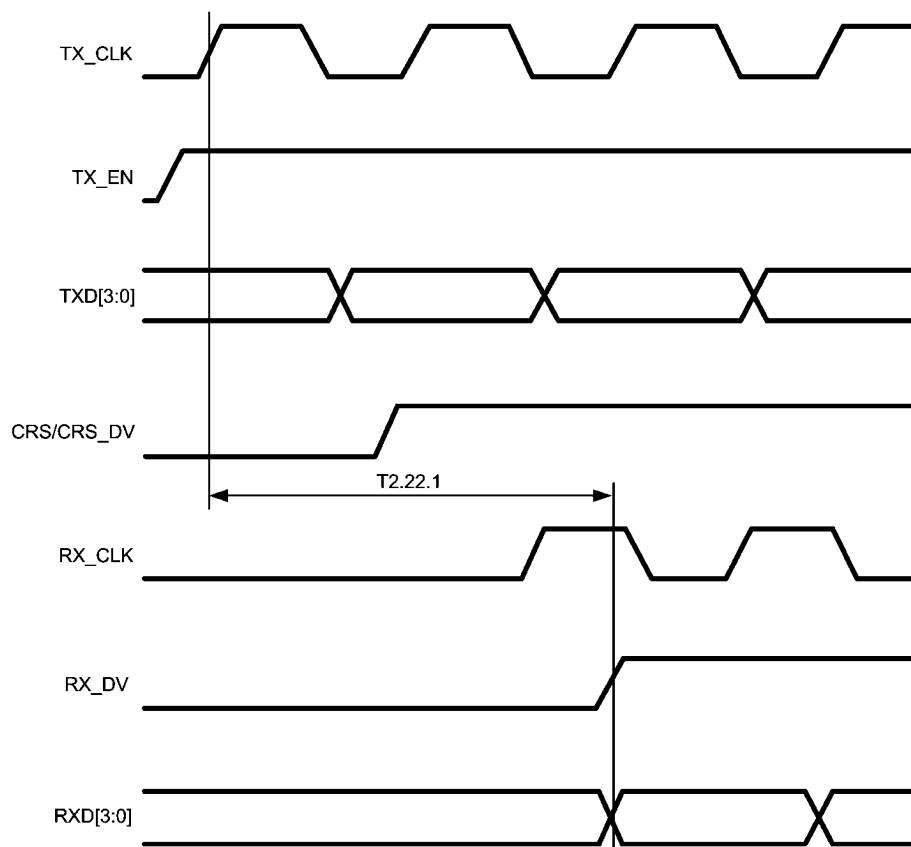 TX_CLK
TX_EN
TXD[3:0]
CRS/CRS_DV
T2.22.1
RX_CLK
RX_DV
RXD[3:0]